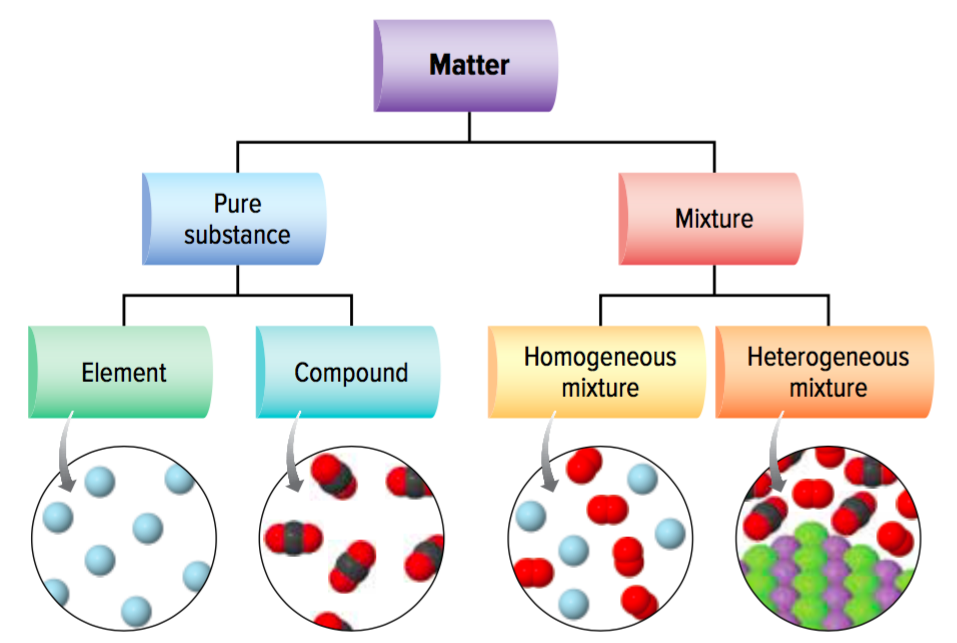 Matter
Pure
substance
Mixture
Element
Compound
Homogeneous
mixture
Heterogeneous
mixture